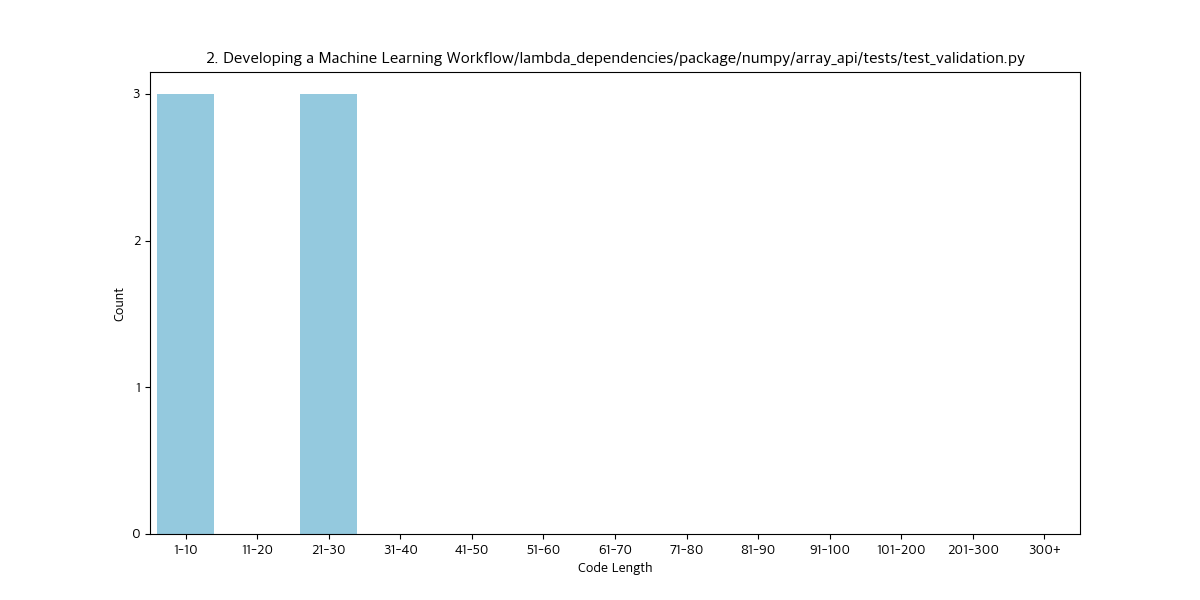 2. Developing a Machine Learning Workflow/lambda_dependencies/package/numpy/array_api/tests/test_validation.py
3
2
1
0
Count
1-10 11-20 21-30 31-40 41-50 51-60 61-70 71-80 81-90 91-100 101-200 201-300 300+
Code Length